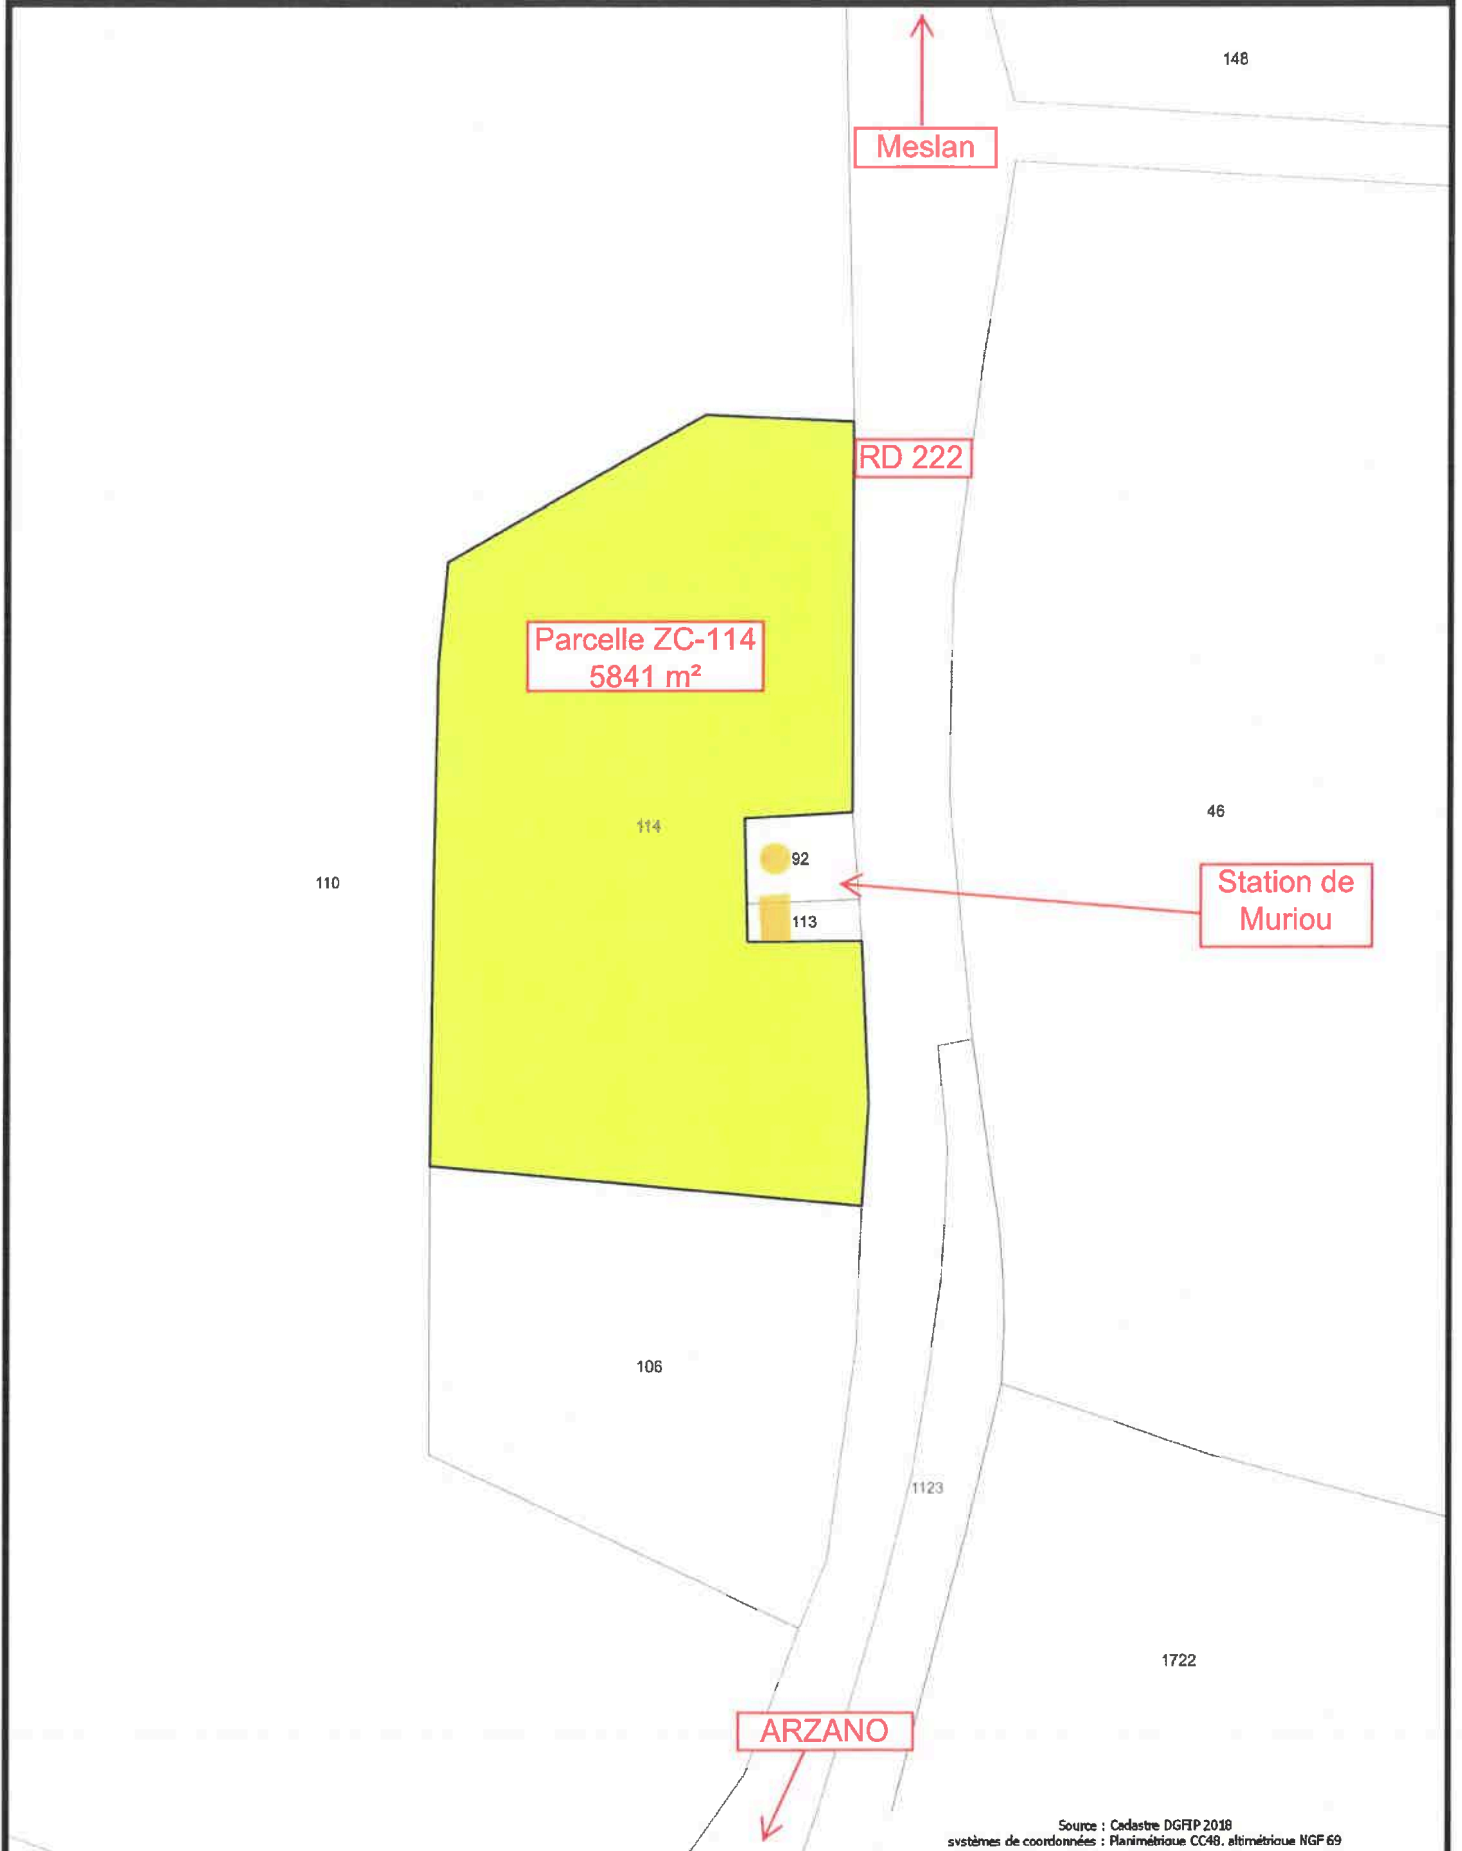 148
Meslan
RD 222
Parcelle ZC-114
5841 m²
114
46
92
110
Station de
Muriou
113
106
1123
1722
ARZANO
Source : Cadastre DGFIP 2018
systèmes de coordonnées : Planimétrique CC48, altimétrique NGF 69